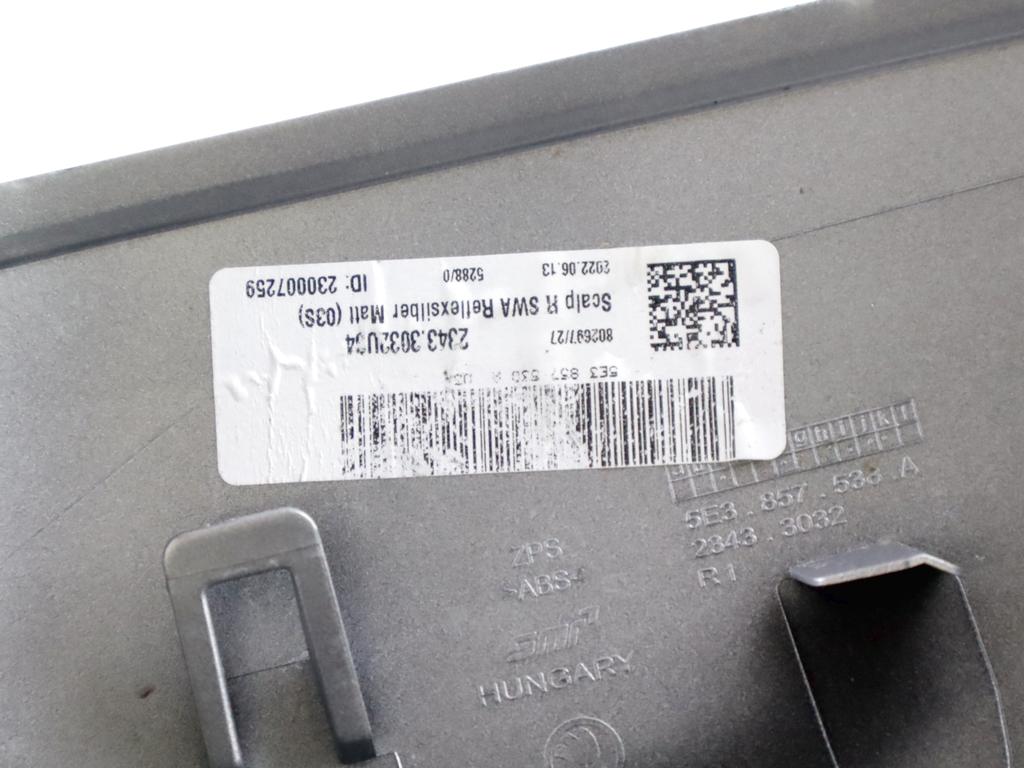 5E3 857 538 A
802697/27
2343.3032U34
Scalp R SWA Reflexsilber Matt (03S)
2022.06.13
5288/0
ID: 230007259
5E3.857.538.A
2343.3032
R1
ZPS
>ABS<
HUNGARY